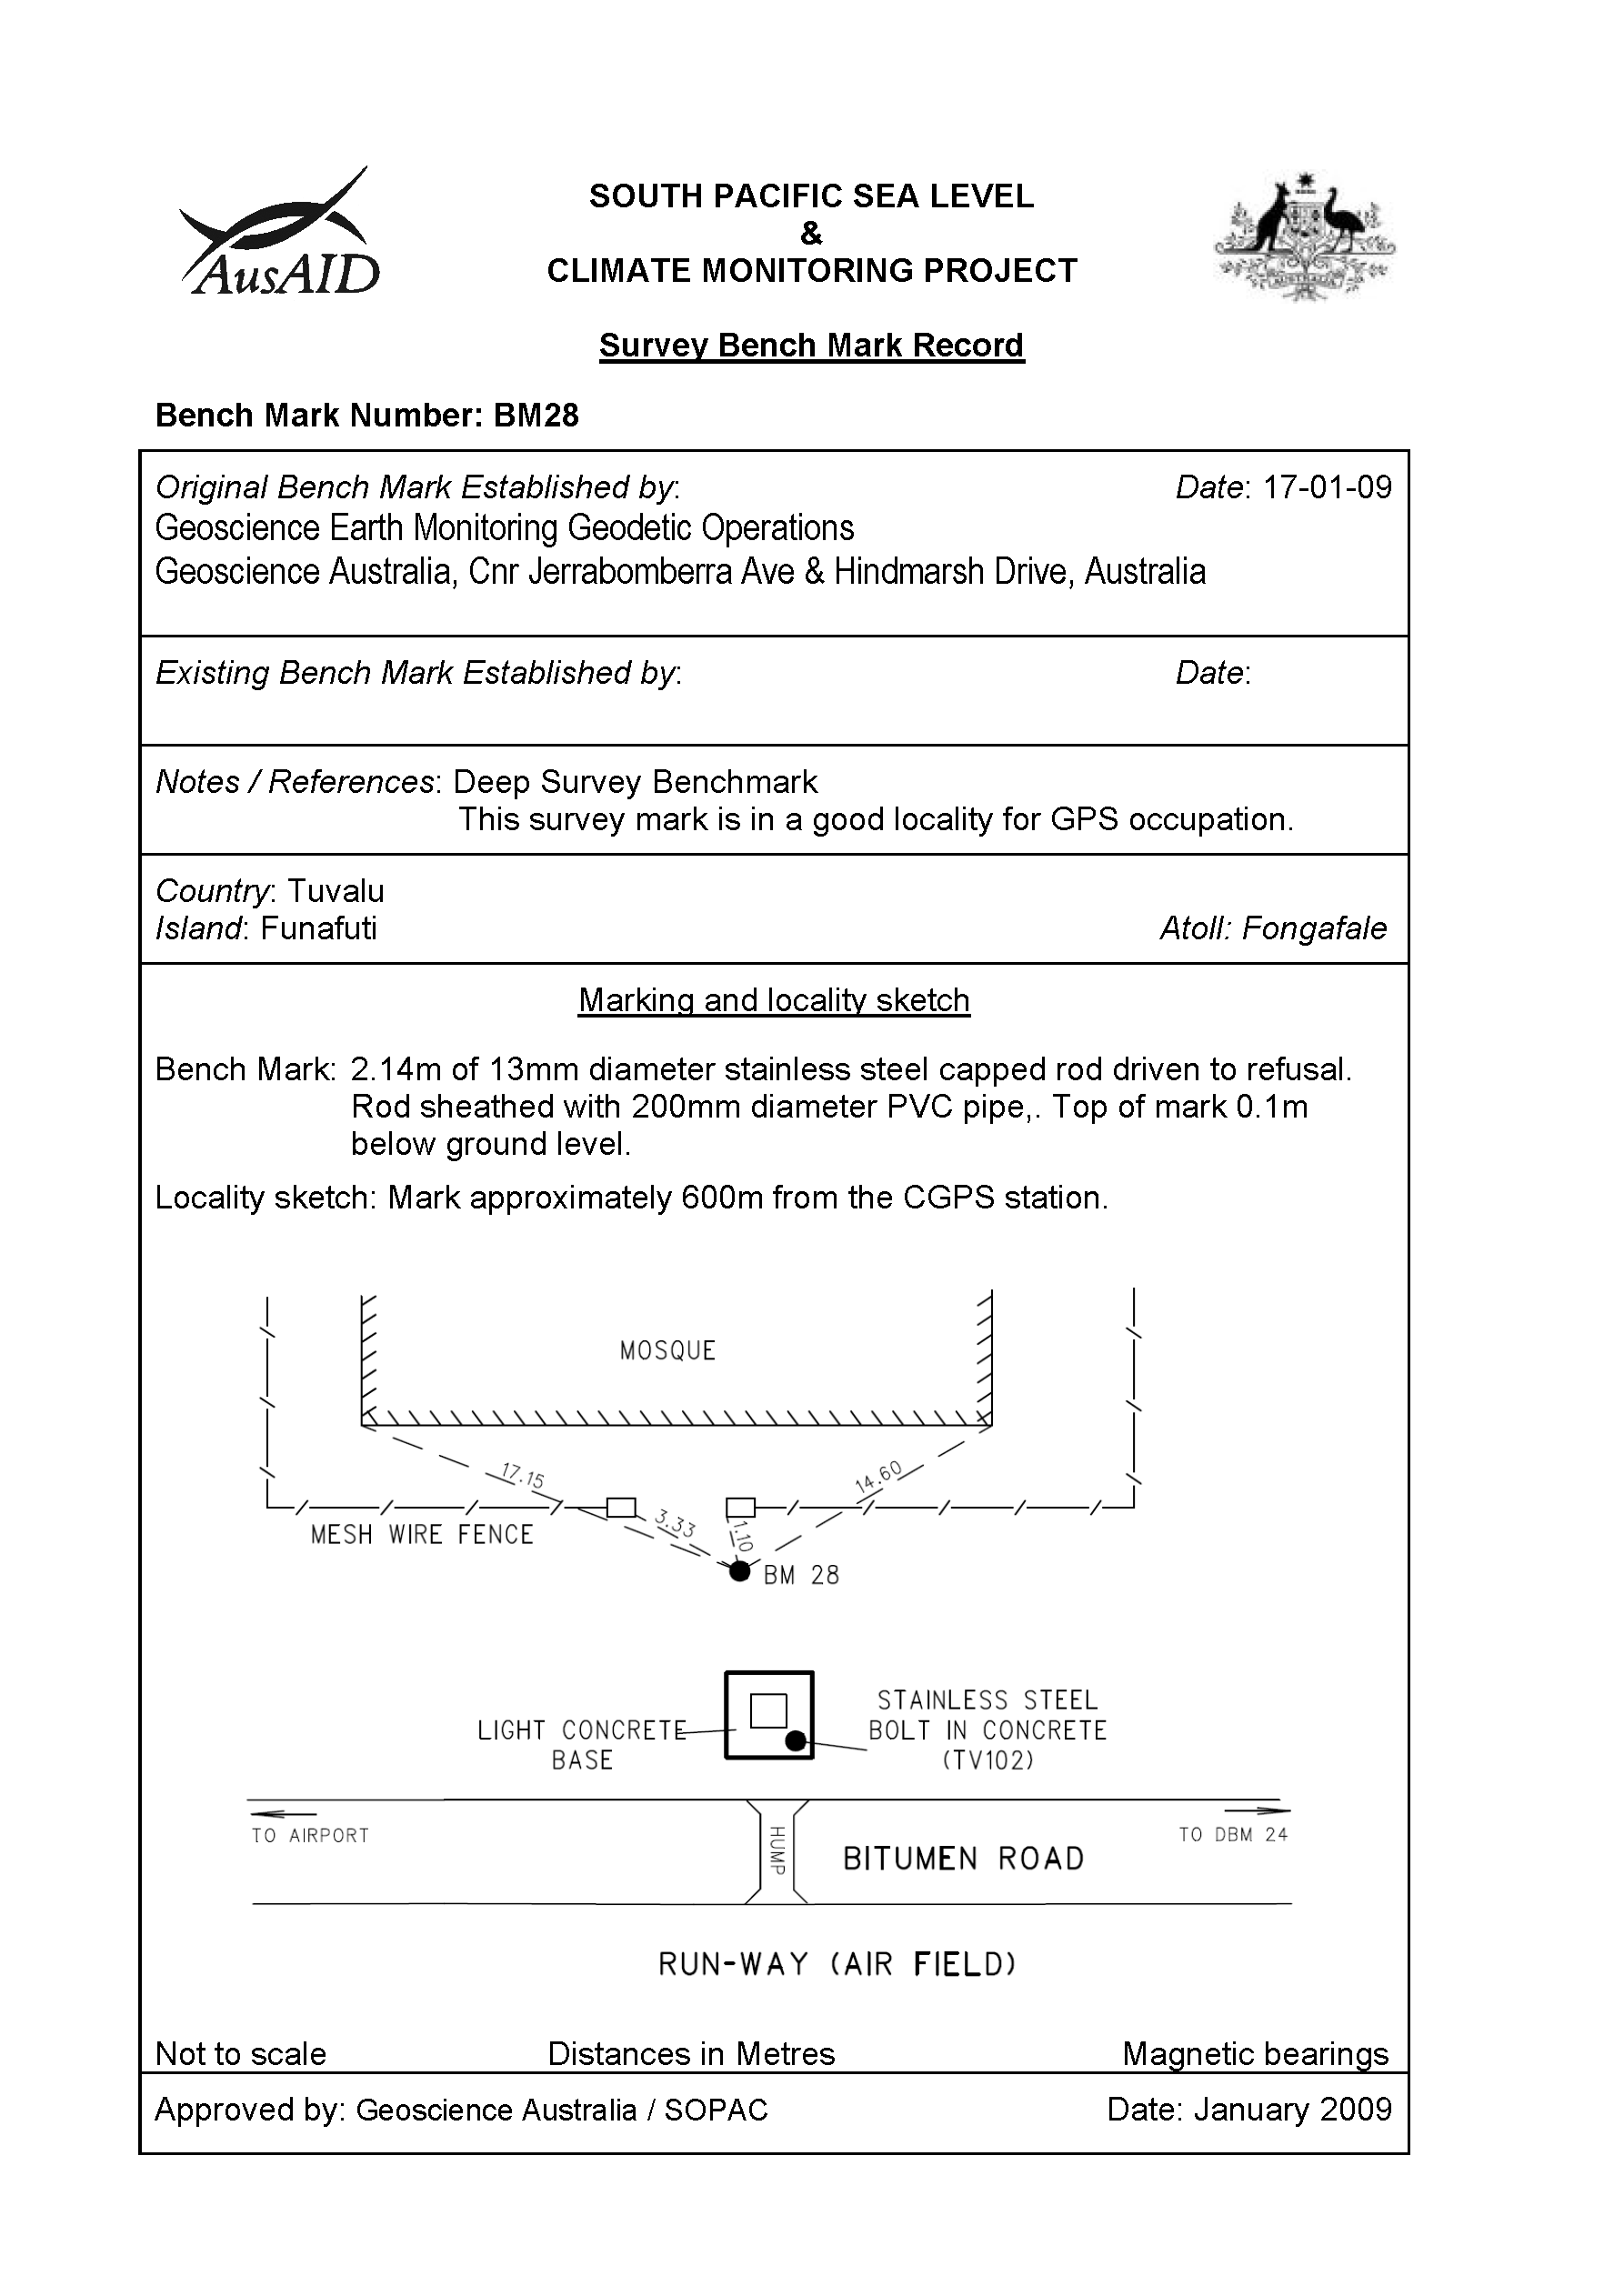 AusAID
SOUTH PACIFIC SEA LEVEL
&
CLIMATE MONITORING PROJECT
AUSTRALIA
Survey Bench Mark Record
Bench Mark Number: BM28
Original Bench Mark Established by: Date: 17-01-09
Geoscience Earth Monitoring Geodetic Operations
Geoscience Australia, Cnr Jerrabomberra Ave & Hindmarsh Drive, Australia
Existing Bench Mark Established by: Date:
Notes / References: Deep Survey Benchmark
This survey mark is in a good locality for GPS occupation.
Country: Tuvalu
Island: Funafuti Atoll: Fongafale
Marking and locality sketch
Bench Mark: 2.14m of 13mm diameter stainless steel capped rod driven to refusal.
Rod sheathed with 200mm diameter PVC pipe,. Top of mark 0.1m
below ground level.
Locality sketch: Mark approximately 600m from the CGPS station.
MOSQUE
17.15
14.60
3.33
1.10
MESH WIRE FENCE
BM 28
LIGHT CONCRETE
BASE
STAINLESS STEEL
BOLT IN CONCRETE
(TV102)
TO AIRPORT
HUMP
BITUMEN ROAD
TO DBM 24
RUN-WAY (AIR FIELD)
Not to scale Distances in Metres Magnetic bearings
Approved by: Geoscience Australia / SOPAC Date: January 2009